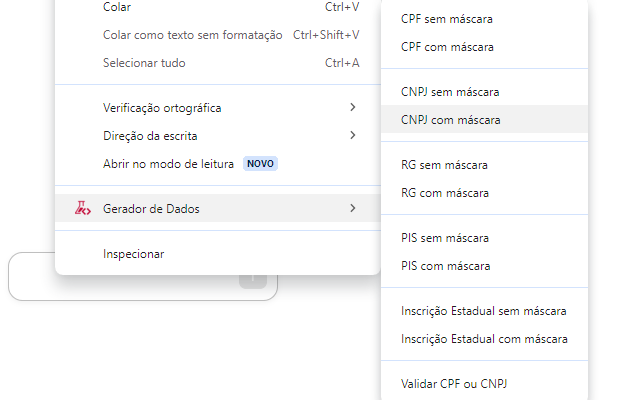 Colar Ctrl+V
Colar como texto sem formatação Ctrl+Shift+V
Selecionar tudo Ctrl+A
Verificação ortográfica
Direção da escrita
Abrir no modo de leitura NOVO
Gerador de Dados
Inspecionar
CPF sem máscara
CPF com máscara
CNPJ sem máscara
CNPJ com máscara
RG sem máscara
RG com máscara
PIS sem máscara
PIS com máscara
Inscrição Estadual sem máscara
Inscrição Estadual com máscara
Validar CPF ou CNPJ